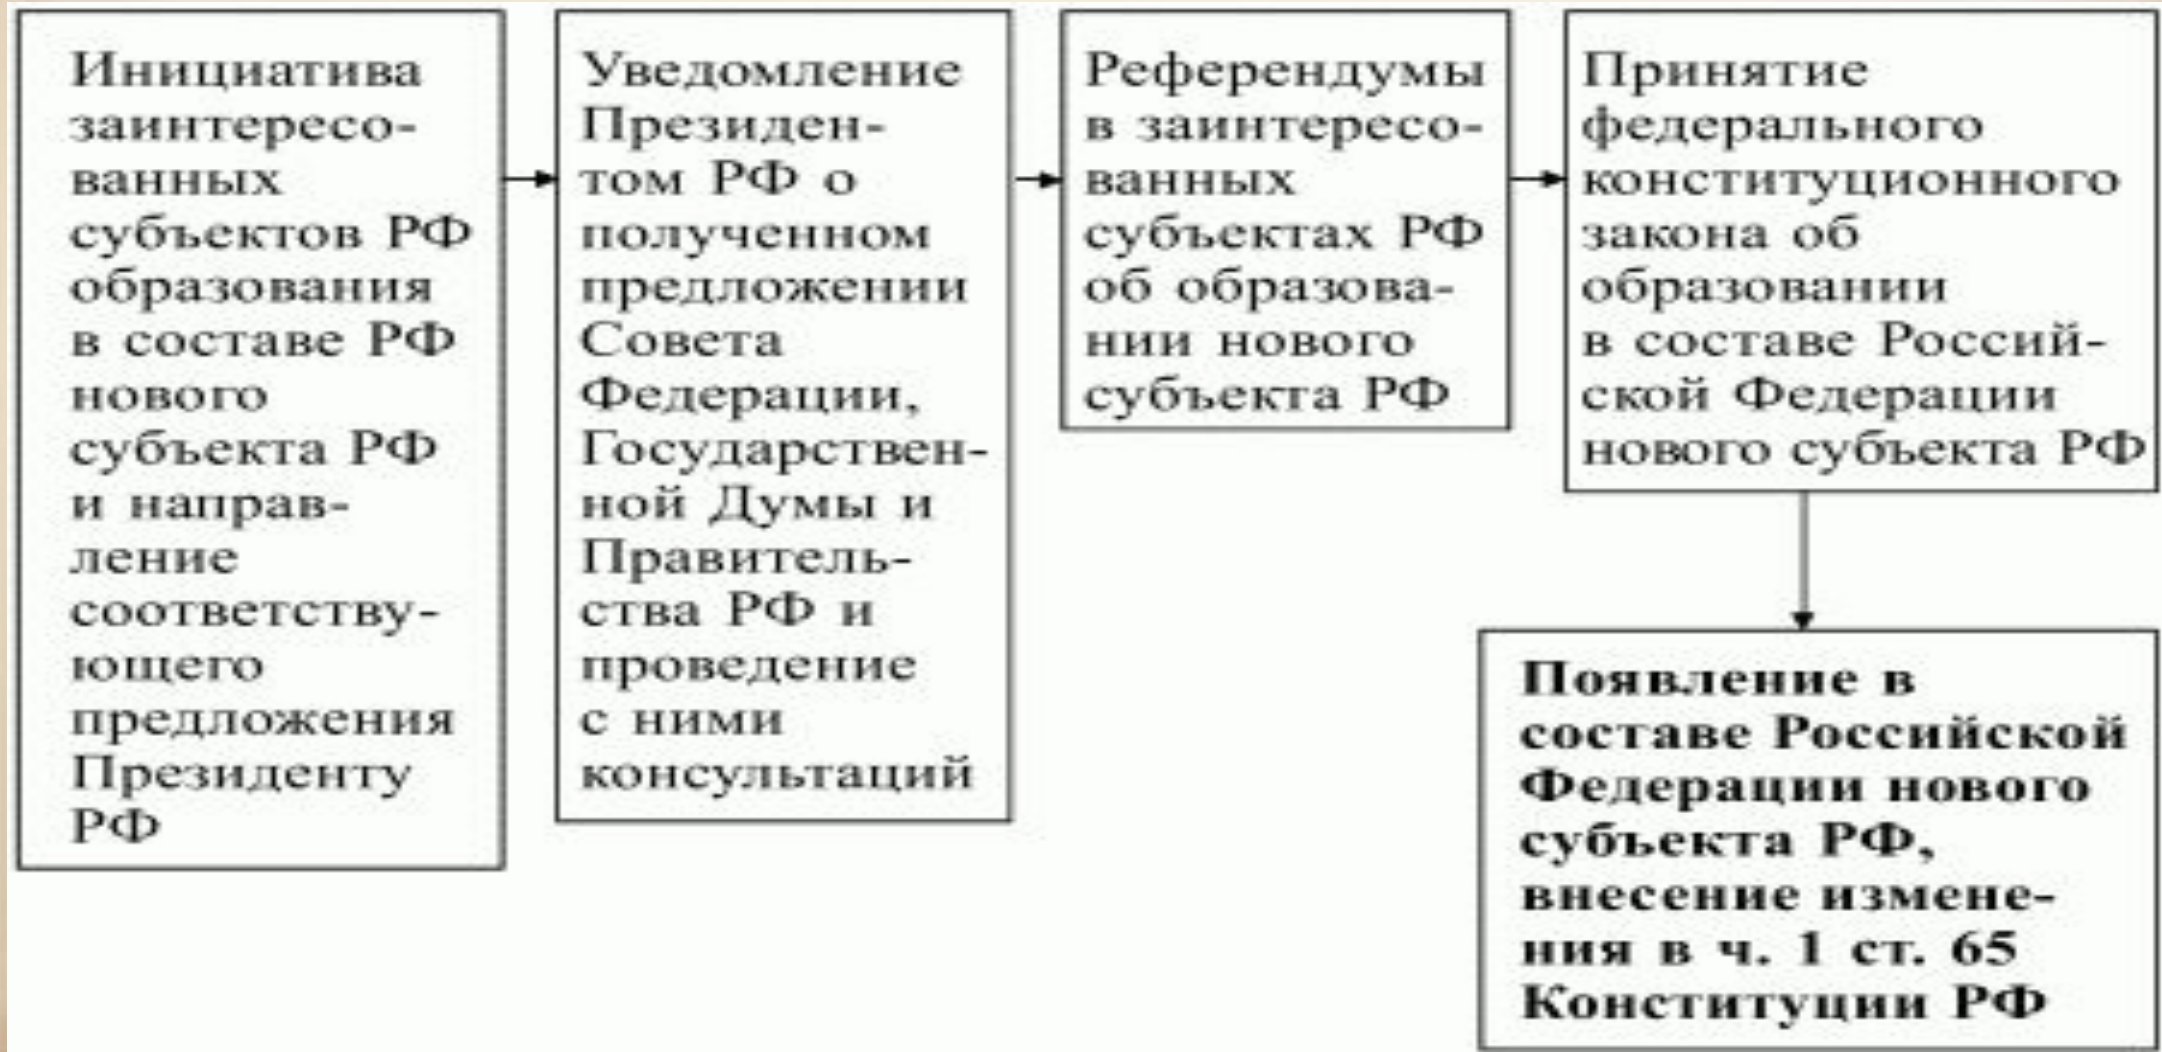 Инициатива
заинтересо-
ванных
субъектов РФ
образования
в составе РФ
нового
субъекта РФ
и направ-
ление
соответству-
ющего
предложения
Президенту
РФ
Уведомление
Президен-
том РФ о
полученном
предложении
Совета
Федерации,
Государствен-
ной Думы и
Правитель-
ства РФ и
проведение
с ними
консультаций
Референдумы
в заинтересо-
ванных
субъектах РФ
об образова-
нии нового
субъекта РФ
Принятие
федерального
конституционного
закона об
образовании
в составе Россий-
ской Федерации
нового субъекта РФ
Появление в
составе Российской
Федерации нового
субъекта РФ,
внесение измене-
ния в ч. 1 ст. 65
Конституции РФ